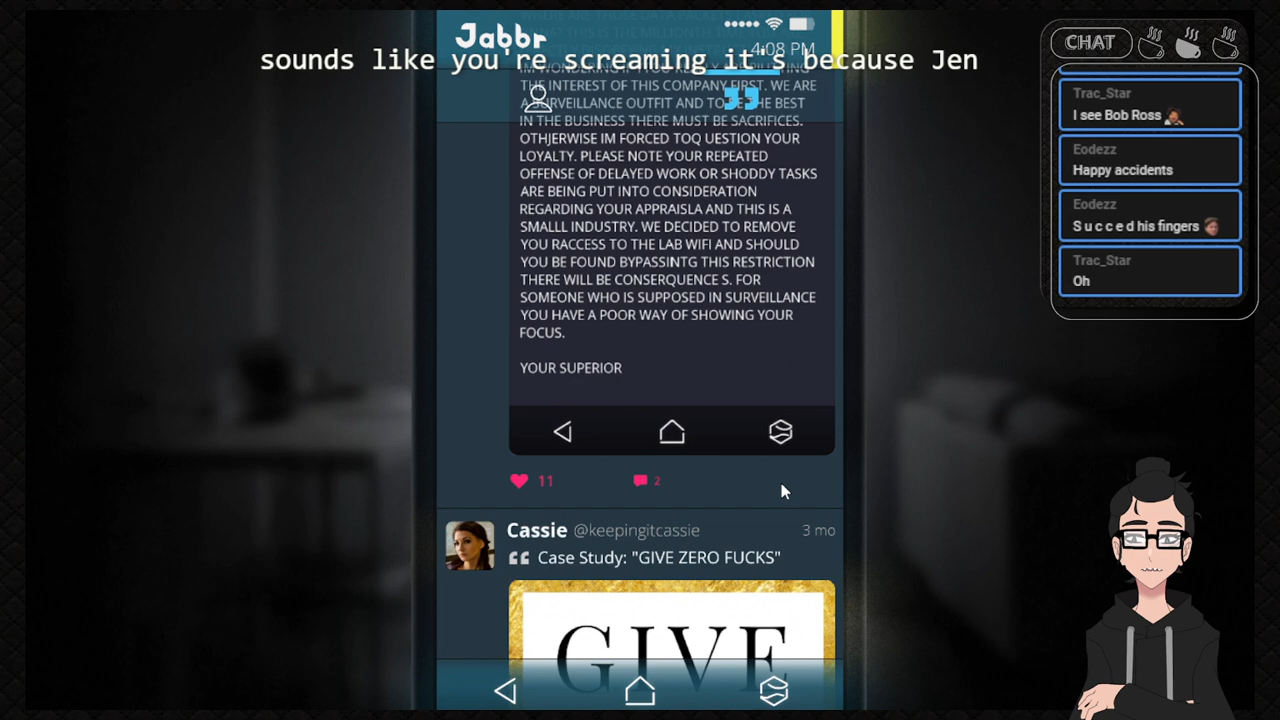 Jabbr
4:08 PM
sounds like you're screaming it's because Jen
THE INTEREST OF THIS COMPANY FIRST. WE ARE
A SURVEILLANCE OUTFIT AND TO BE THE BEST
IN THE BUSINESS THERE MUST BE SACRIFICES.
OTHJERWISE IM FORCED TOQ UESTION YOUR
LOYALTY. PLEASE NOTE YOUR REPEATED
OFFENSE OF DELAYED WORK OR SHODDY TASKS
ARE BEING PUT INTO CONSIDERATION
REGARDING YOUR APPRAISLA AND THIS IS A
SMALLL INDUSTRY. WE DECIDED TO REMOVE
YOU RACCESS TO THE LAB WIFI AND SHOULD
YOU BE FOUND BYPASSINTG THIS RESTRICTION
THERE WILL BE CONSERQUENCE S. FOR
SOMEONE WHO IS SUPPOSED IN SURVEILLANCE
YOU HAVE A POOR WAY OF SHOWING YOUR
FOCUS.
YOUR SUPERIOR
11
2
Cassie @keepingitcassie
3 mo
Case Study: "GIVE ZERO FUCKS"
GIVE
CHAT
Trac_Star
I see Bob Ross
Eodezz
Happy accidents
Eodezz
S u c c e d his fingers
Trac_Star
Oh